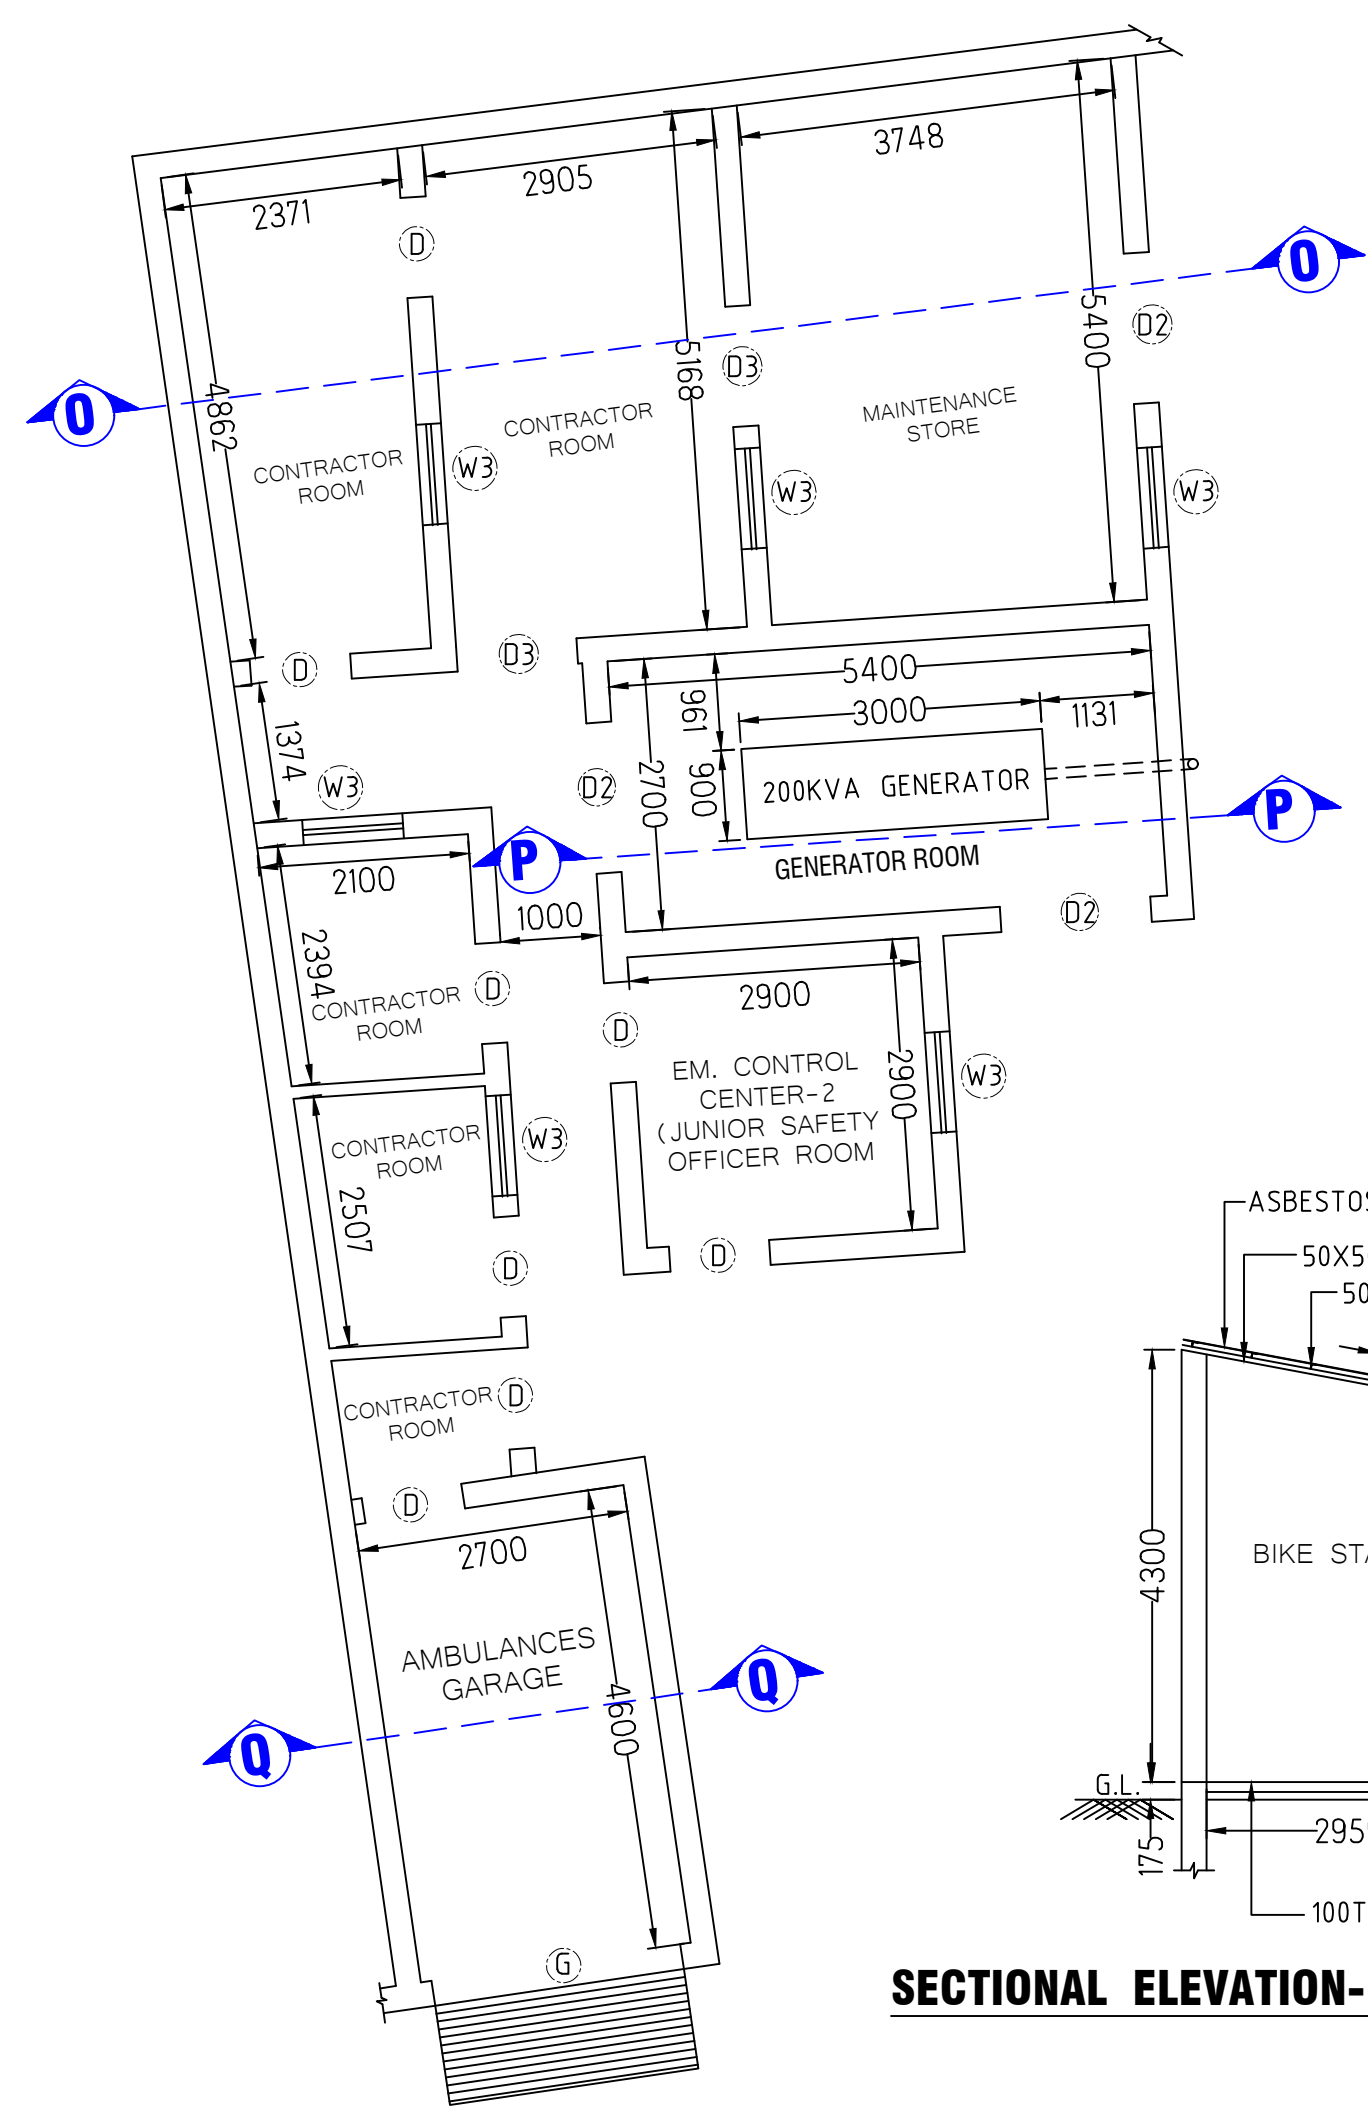 3748
2905
2371
D
O
O
D2
5168
5400
D3
4862
MAINTENANCE
STORE
CONTRACTOR
ROOM
CONTRACTOR
ROOM
W3
W3
W3
D
D3
5400
961
3000
1131
1374
W3
D2
2700
900
200KVA GENERATOR
P
P
GENERATOR ROOM
2100
1000
D2
2394
CONTRACTOR
ROOM
D
2900
D
EM. CONTROL
CENTER-2
(JUNIOR SAFETY
OFFICER ROOM
2900
W3
CONTRACTOR
ROOM
W3
2507
D
D
CONTRACTOR
ROOM
D
D
2700
AMBULANCES
GARAGE
4600
Q
Q
G
ASBESTOS
50X5
50
4300
BIKE STA
G.L.
175
295
100T
SECTIONAL ELEVATION-